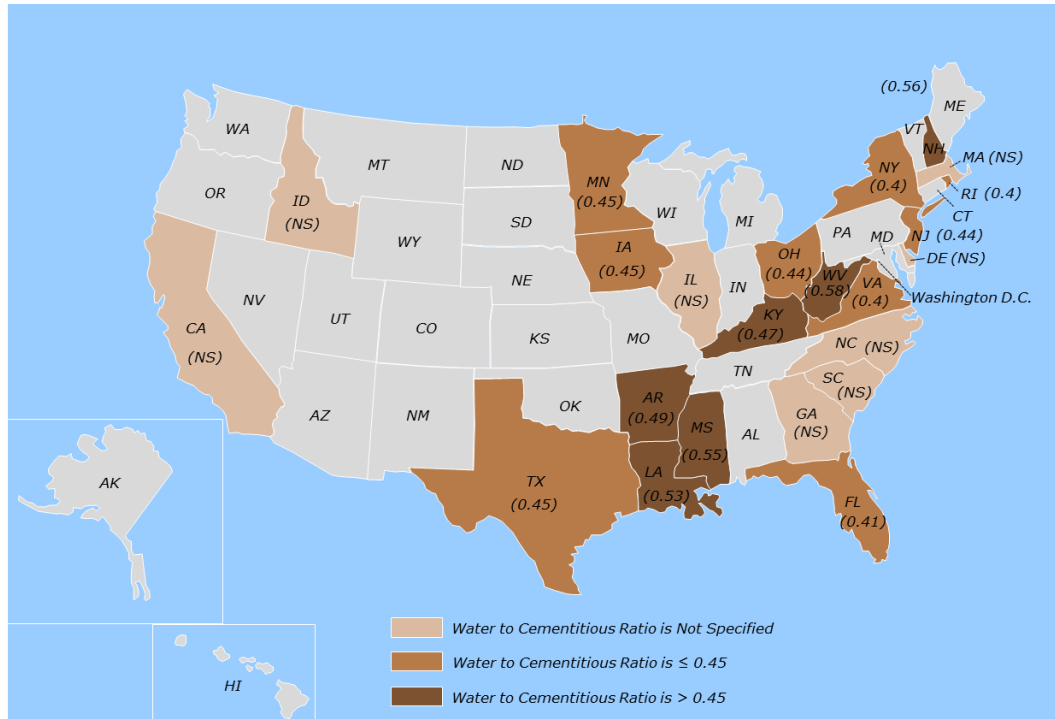 (0.56)
ME
WA
VT
NH
MT
ND
MA (NS)
MN
(0.45)
NY
(0.4)
OR
ID
(NS)
RI (0.4)
WI
MI
SD
CT
WY
PA
MD
NJ (0.44)
IA
(0.45)
OH
(0.44)
DE (NS)
NE
IL
(NS)
IN
WV
(0.58)
VA
(0.4)
Washington D.C.
NV
UT
CO
KY
(0.47)
CA
(NS)
KS
MO
NC (NS)
TN
SC
(NS)
AZ
NM
OK
AR
(0.49)
MS
(0.55)
AL
GA
(NS)
LA
(0.53)
TX
(0.45)
FL
(0.41)
AK
HI
Water to Cementitious Ratio is Not Specified
Water to Cementitious Ratio is ≤ 0.45
Water to Cementitious Ratio is > 0.45